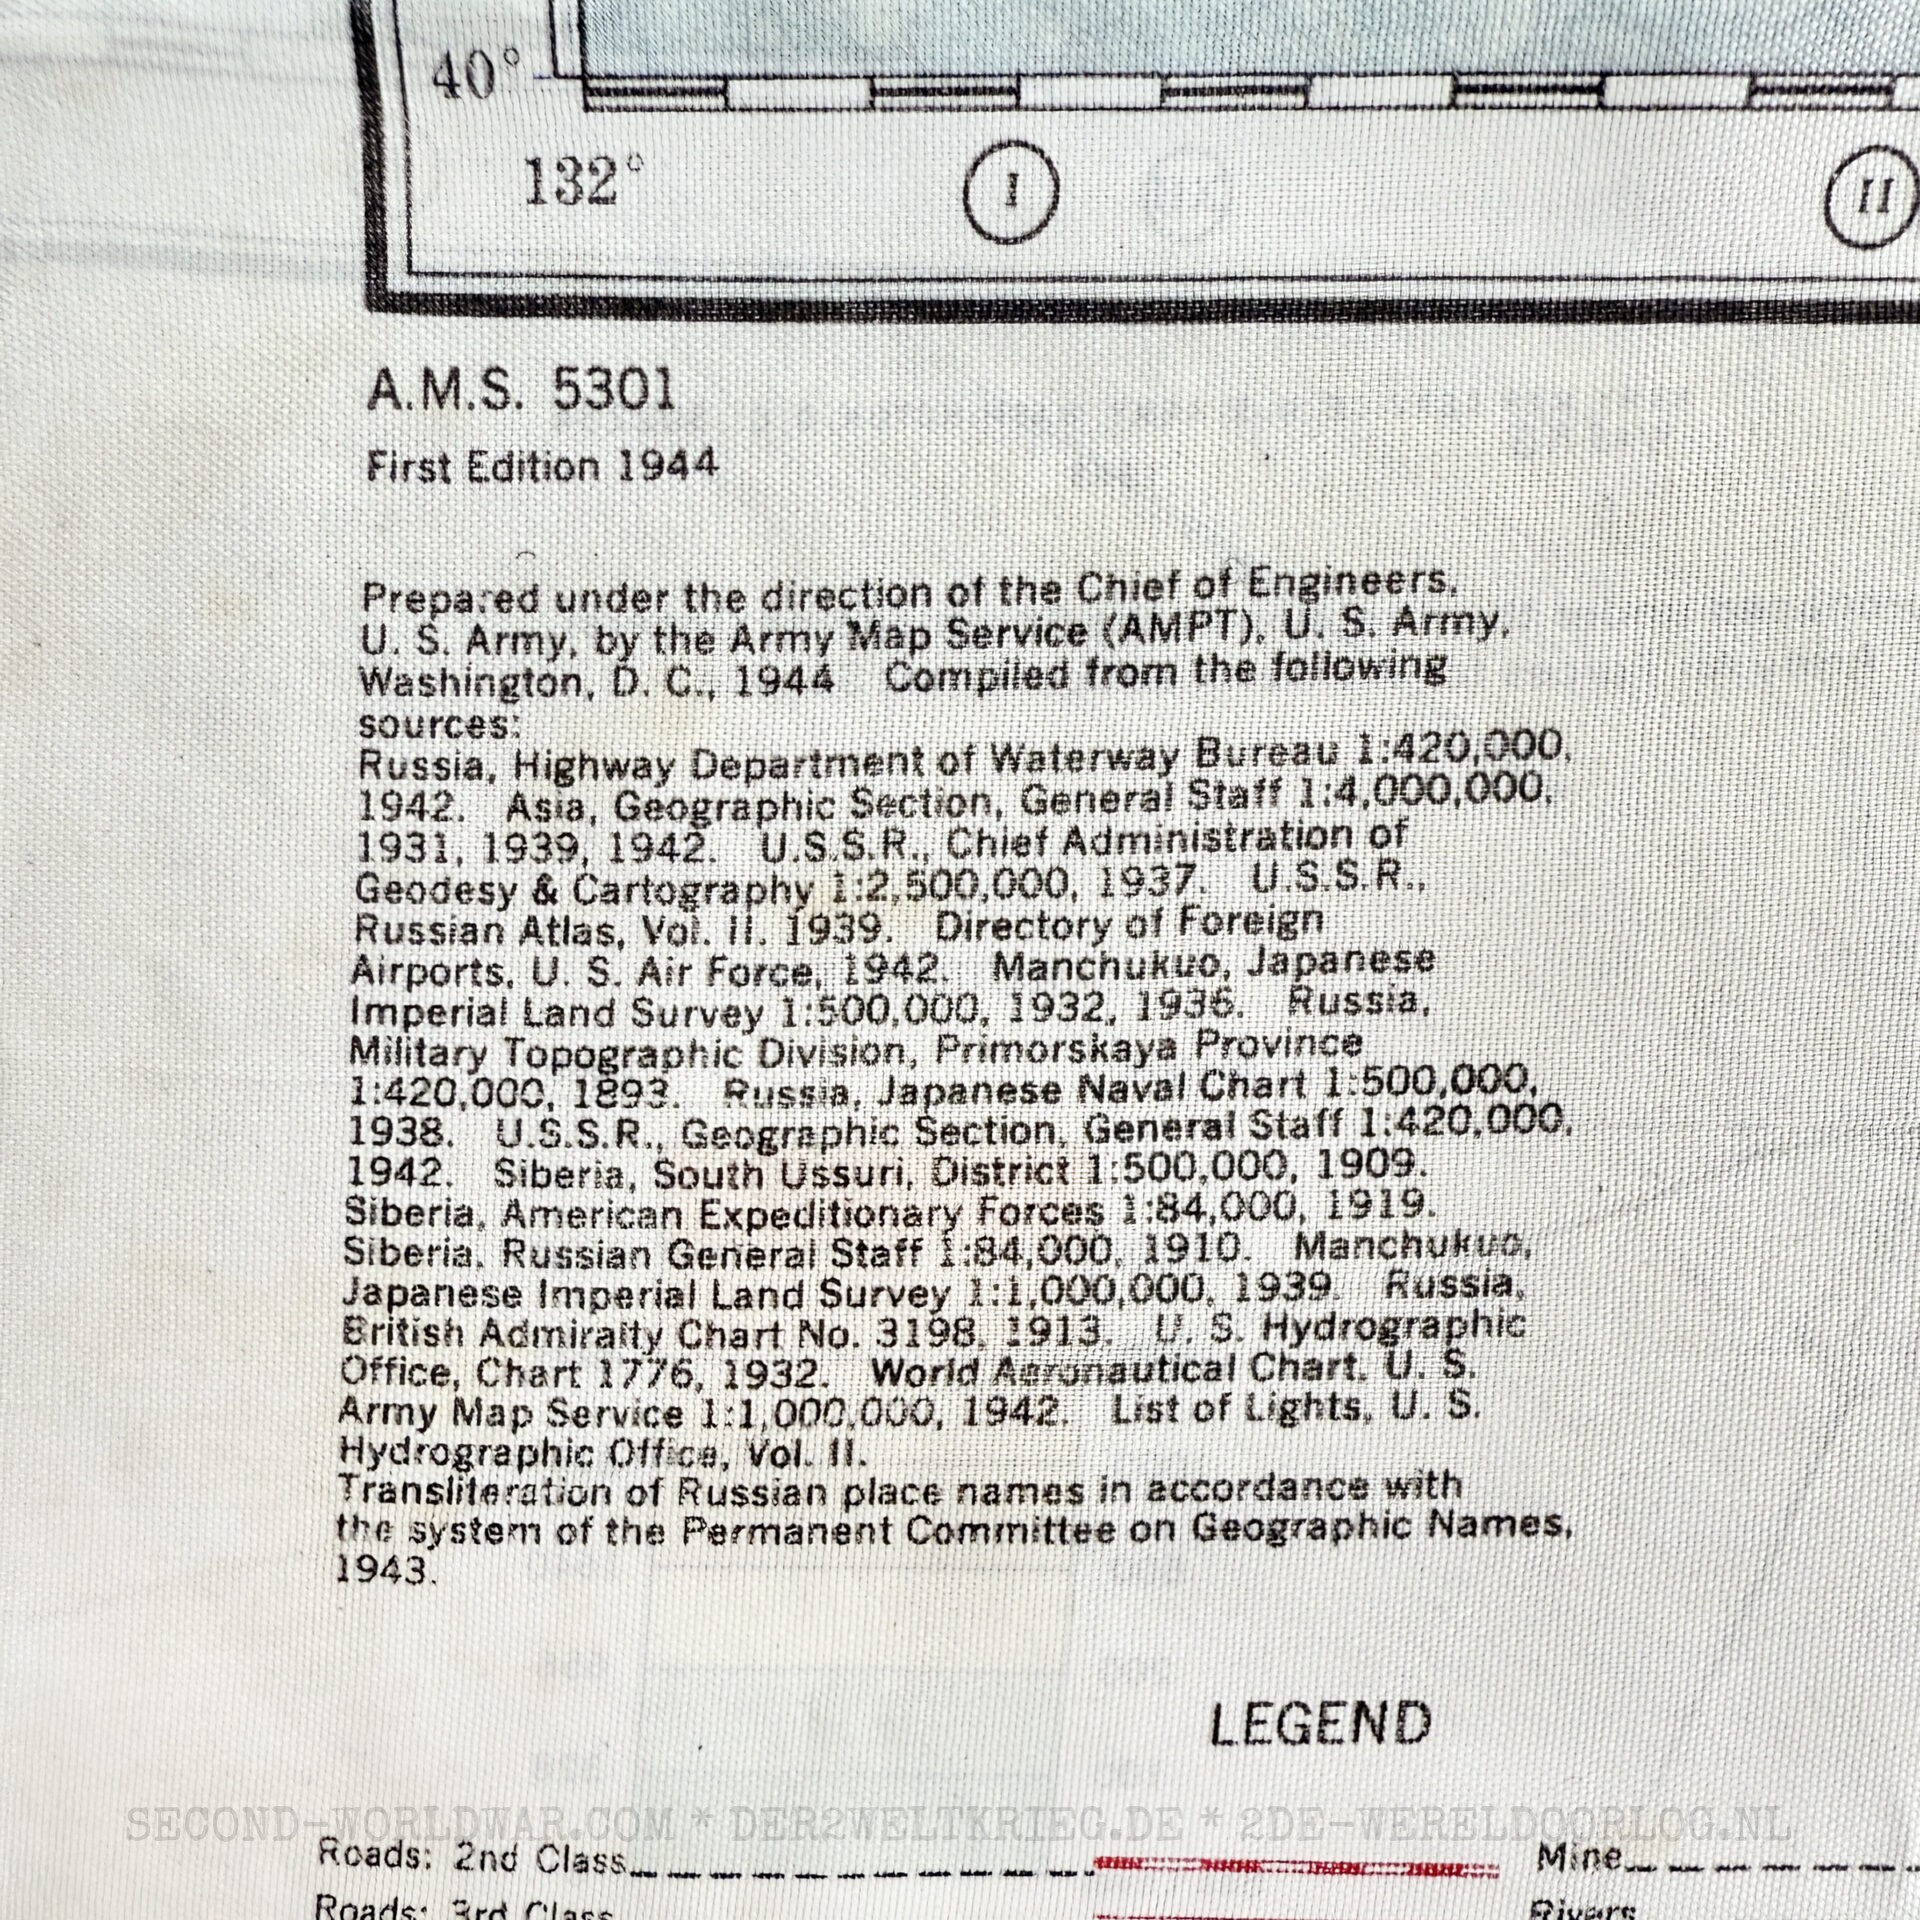 40°
132°
I
II
A.M.S. 5301
First Edition 1944
Prepared under the direction of the Chief of Engineers,
U. S. Army, by the Army Map Service (AMPT), U. S. Army,
Washington, D. C., 1944 Compiled from the following
sources:
Russia, Highway Department of Waterway Bureau 1:420,000,
1942. Asia, Geographic Section, General Staff 1:4,000,000,
1931, 1939, 1942. U.S.S.R., Chief Administration of
Geodesy & Cartography 1:2,500,000, 1937. U.S.S.R.,
Russian Atlas, Vol. II. 1939. Directory of Foreign
Airports, U. S. Air Force, 1942. Manchukuo, Japanese
Imperial Land Survey 1:500,000, 1932, 1936. Russia,
Military Topographic Division, Primorskaya Province
1:420,000, 1893. Russia, Japanese Naval Chart 1:500,000,
1938. U.S.S.R., Geographic Section, General Staff 1:420,000,
1942. Siberia, South Ussuri, District 1:500,000, 1909.
Siberia, American Expeditionary Forces 1:84,000, 1919.
Siberia, Russian General Staff 1:84,000, 1910. Manchukuo,
Japanese Imperial Land Survey 1:1,000,000, 1939. Russia,
British Admiralty Chart No. 3198, 1913. U. S. Hydrographic
Office, Chart 1776, 1932. World Aeronautical Chart, U. S.
Army Map Service 1:1,000,000, 1942. List of Lights, U. S.
Hydrographic Office, Vol. II.
Transliteration of Russian place names in accordance with
the system of the Permanent Committee on Geographic Names,
1943.
LEGEND
SECOND-WORLDWAR.COM * DER2WELTKRIEG.DE * 2DE-WERELDOORLOG.NL
Roads: 2nd Class
Mine
Roads: 3rd Class
Rivers